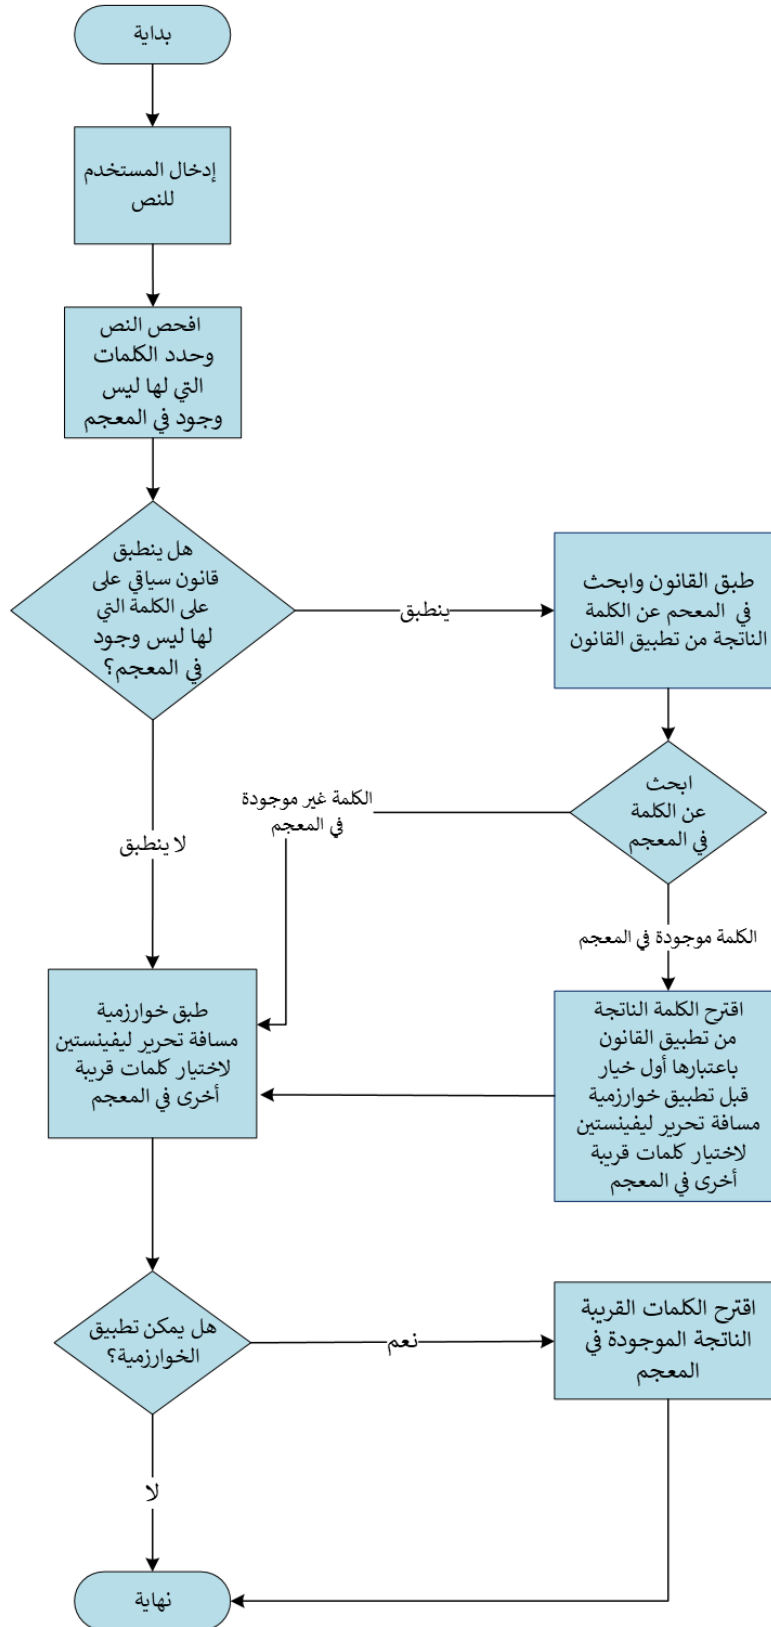 بداية
إدخال المستخدم
للنص
افحص النص
وحدد الكلمات
التي لها ليس
وجود في المعجم
هل ينطبق
قانون سياقي على
على الكلمة التي
لها ليس وجود
في المعجم؟
ينطبق
طبق القانون وابحث
في المعحم عن الكلمة
الناتجة من تطبيق القانون
ابحث
عن الكلمة
في المعجم
الكلمة غير موجودة
في المعجم
لا ينطبق
الكلمة موجودة في المعجم
اقترح الكلمة الناتجة
من تطبيق القانون
باعتبارها أول خيار
قبل تطبيق خوارزمية
مسافة تحرير ليفينستين
لاختيار كلمات قريبة
أخرى في المعجم
طبق خوارزمية
مسافة تحرير ليفينستين
لاختيار كلمات قريبة
أخرى في المعجم
هل يمكن تطبيق
الخوارزمية؟
نعم
اقترح الكلمات القريبة
الناتجة الموجودة في
المعجم
لا
نهاية